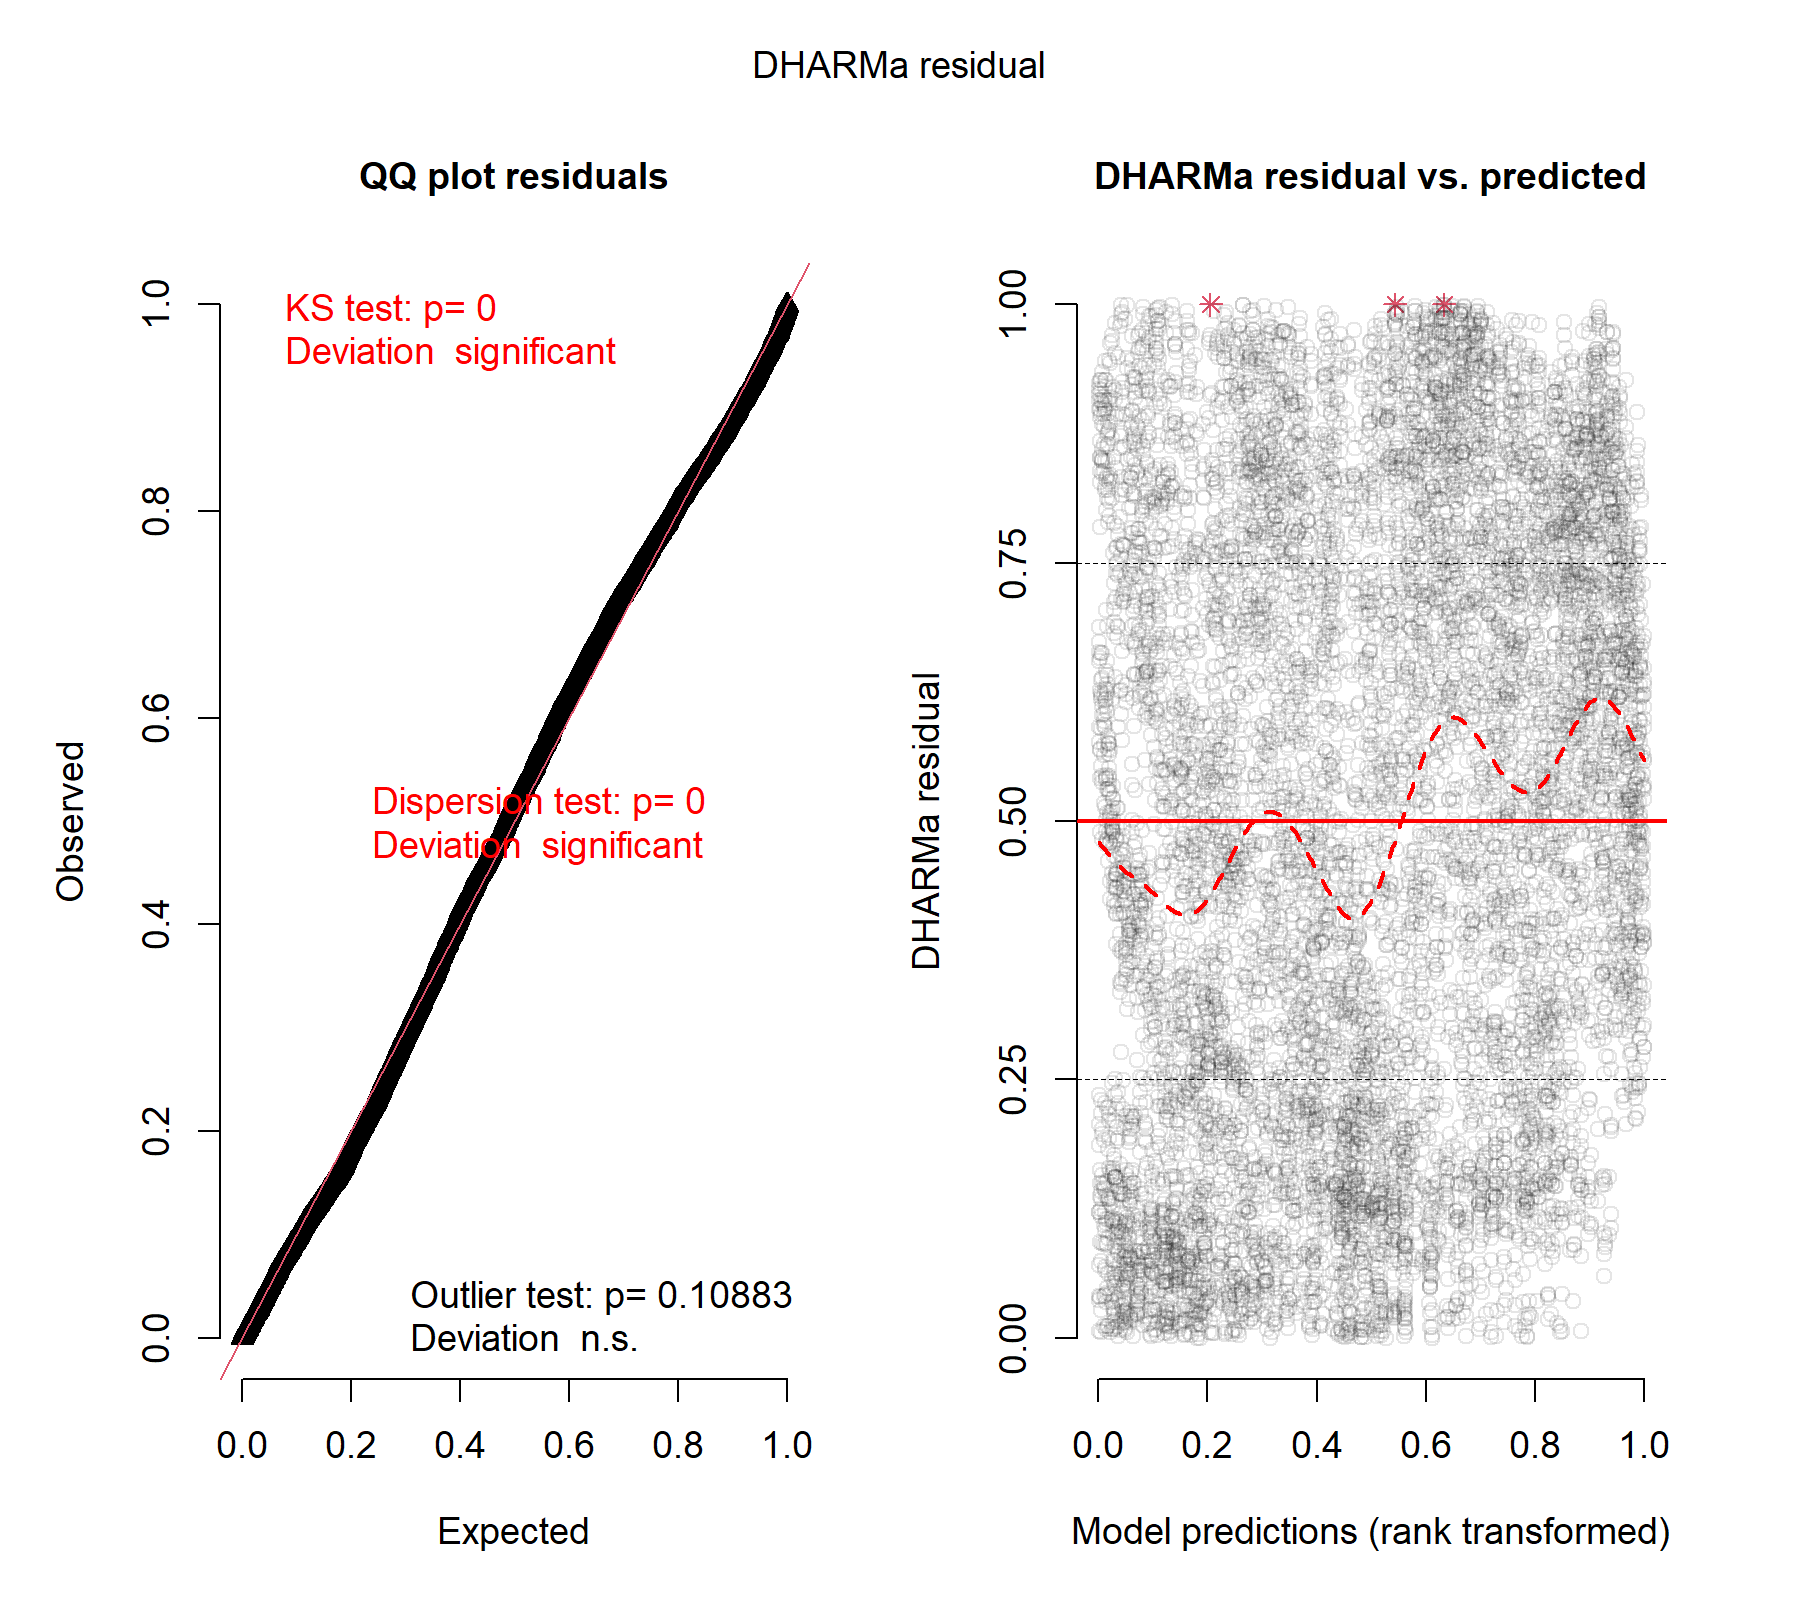 DHARMa residual
QQ plot residuals
KS test: p= 0
Deviation  significant
Dispersion test: p= 0
Deviation  significant
Outlier test: p= 0.10883
Deviation  n.s.
Observed
1.0
0.8
0.6
0.4
0.2
0.0
0.0 0.2 0.4 0.6 0.8 1.0
Expected
DHARMa residual vs. predicted
DHARMa residual
1.00
0.75
0.50
0.25
0.00
0.0 0.2 0.4 0.6 0.8 1.0
Model predictions (rank transformed)